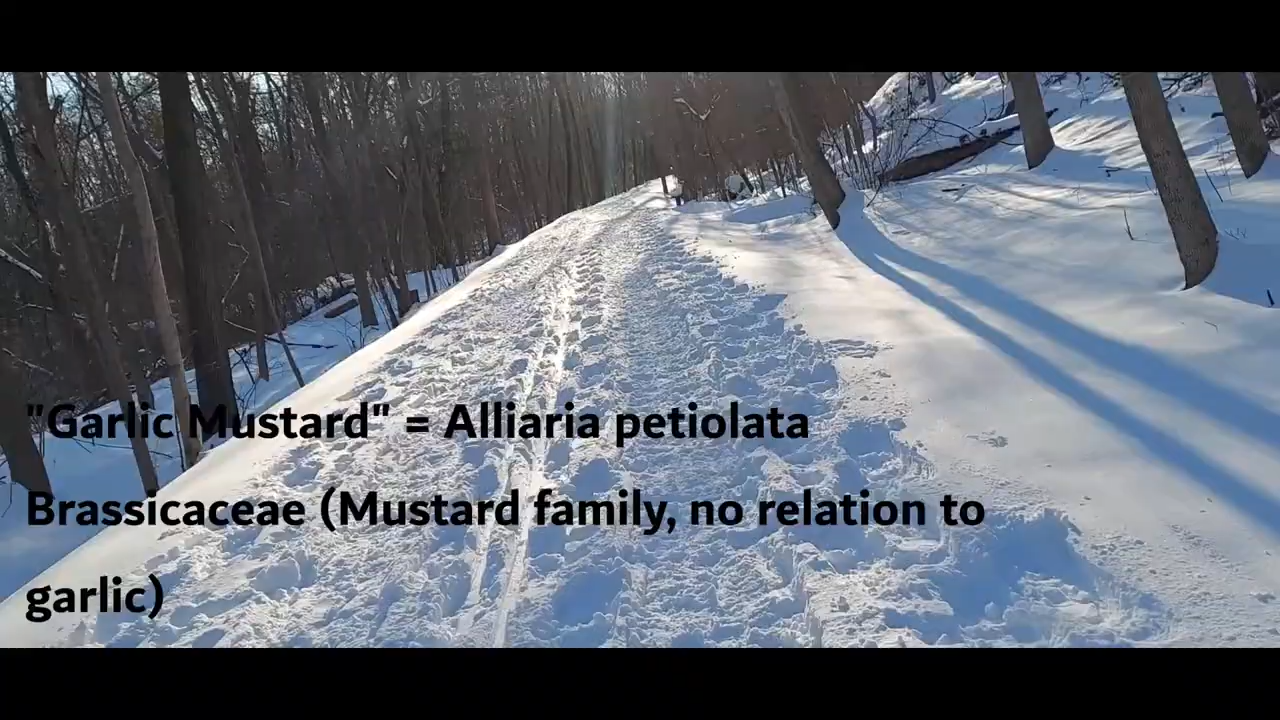 "Garlic Mustard" = Alliaria petiolata
Brassicaceae (Mustard family, no relation to
garlic)